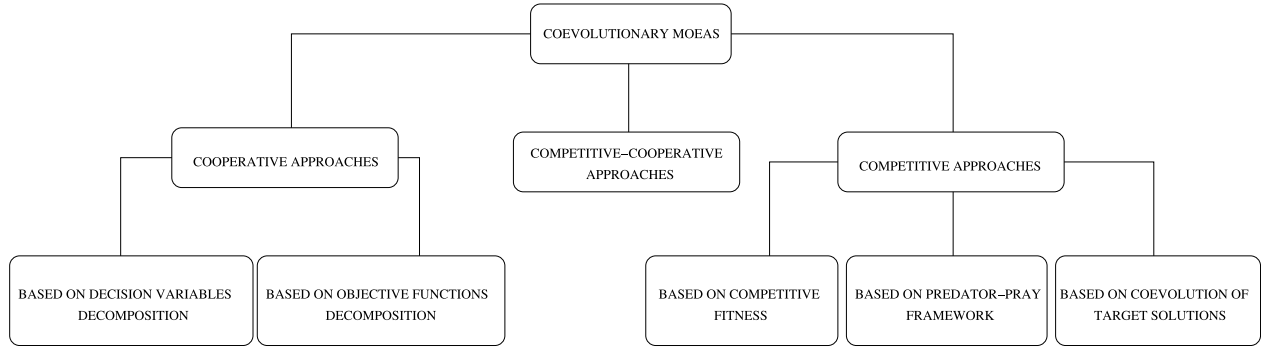 COEVOLUTIONARY MOEAS
COOPERATIVE APPROACHES
COMPETITIVE–COOPERATIVE
APPROACHES
COMPETITIVE APPROACHES
BASED ON DECISION VARIABLES
DECOMPOSITION
BASED ON OBJECTIVE FUNCTIONS
DECOMPOSITION
BASED ON COMPETITIVE
FITNESS
BASED ON PREDATOR–PRAY
FRAMEWORK
BASED ON COEVOLUTION OF
TARGET SOLUTIONS